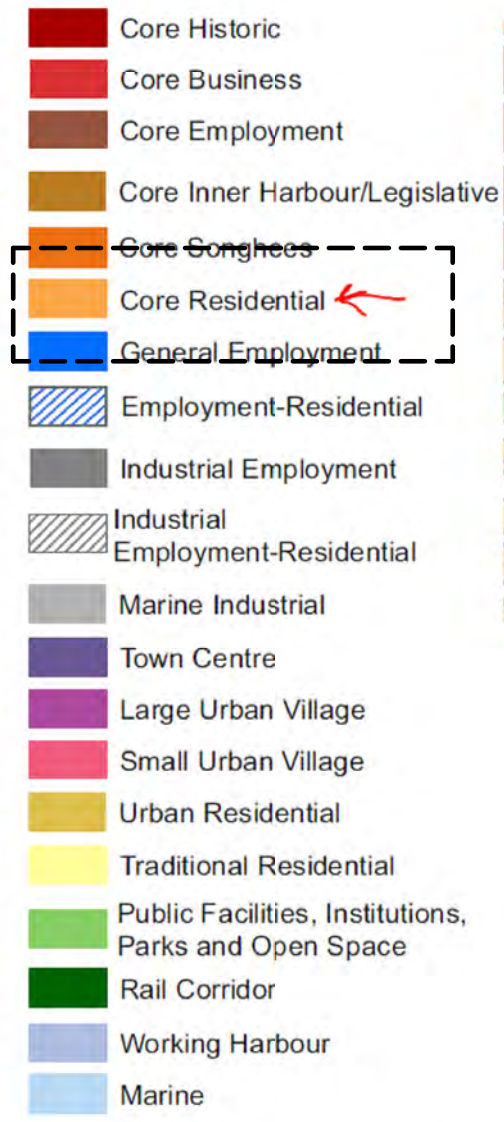 Core Historic
Core Business
Core Employment
Core Inner Harbour/Legislative
Core Songhees
Core Residential
General Employment
Employment-Residential
Industrial Employment
Industrial
Employment-Residential
Marine Industrial
Town Centre
Large Urban Village
Small Urban Village
Urban Residential
Traditional Residential
Public Facilities, Institutions,
Parks and Open Space
Rail Corridor
Working Harbour
Marine